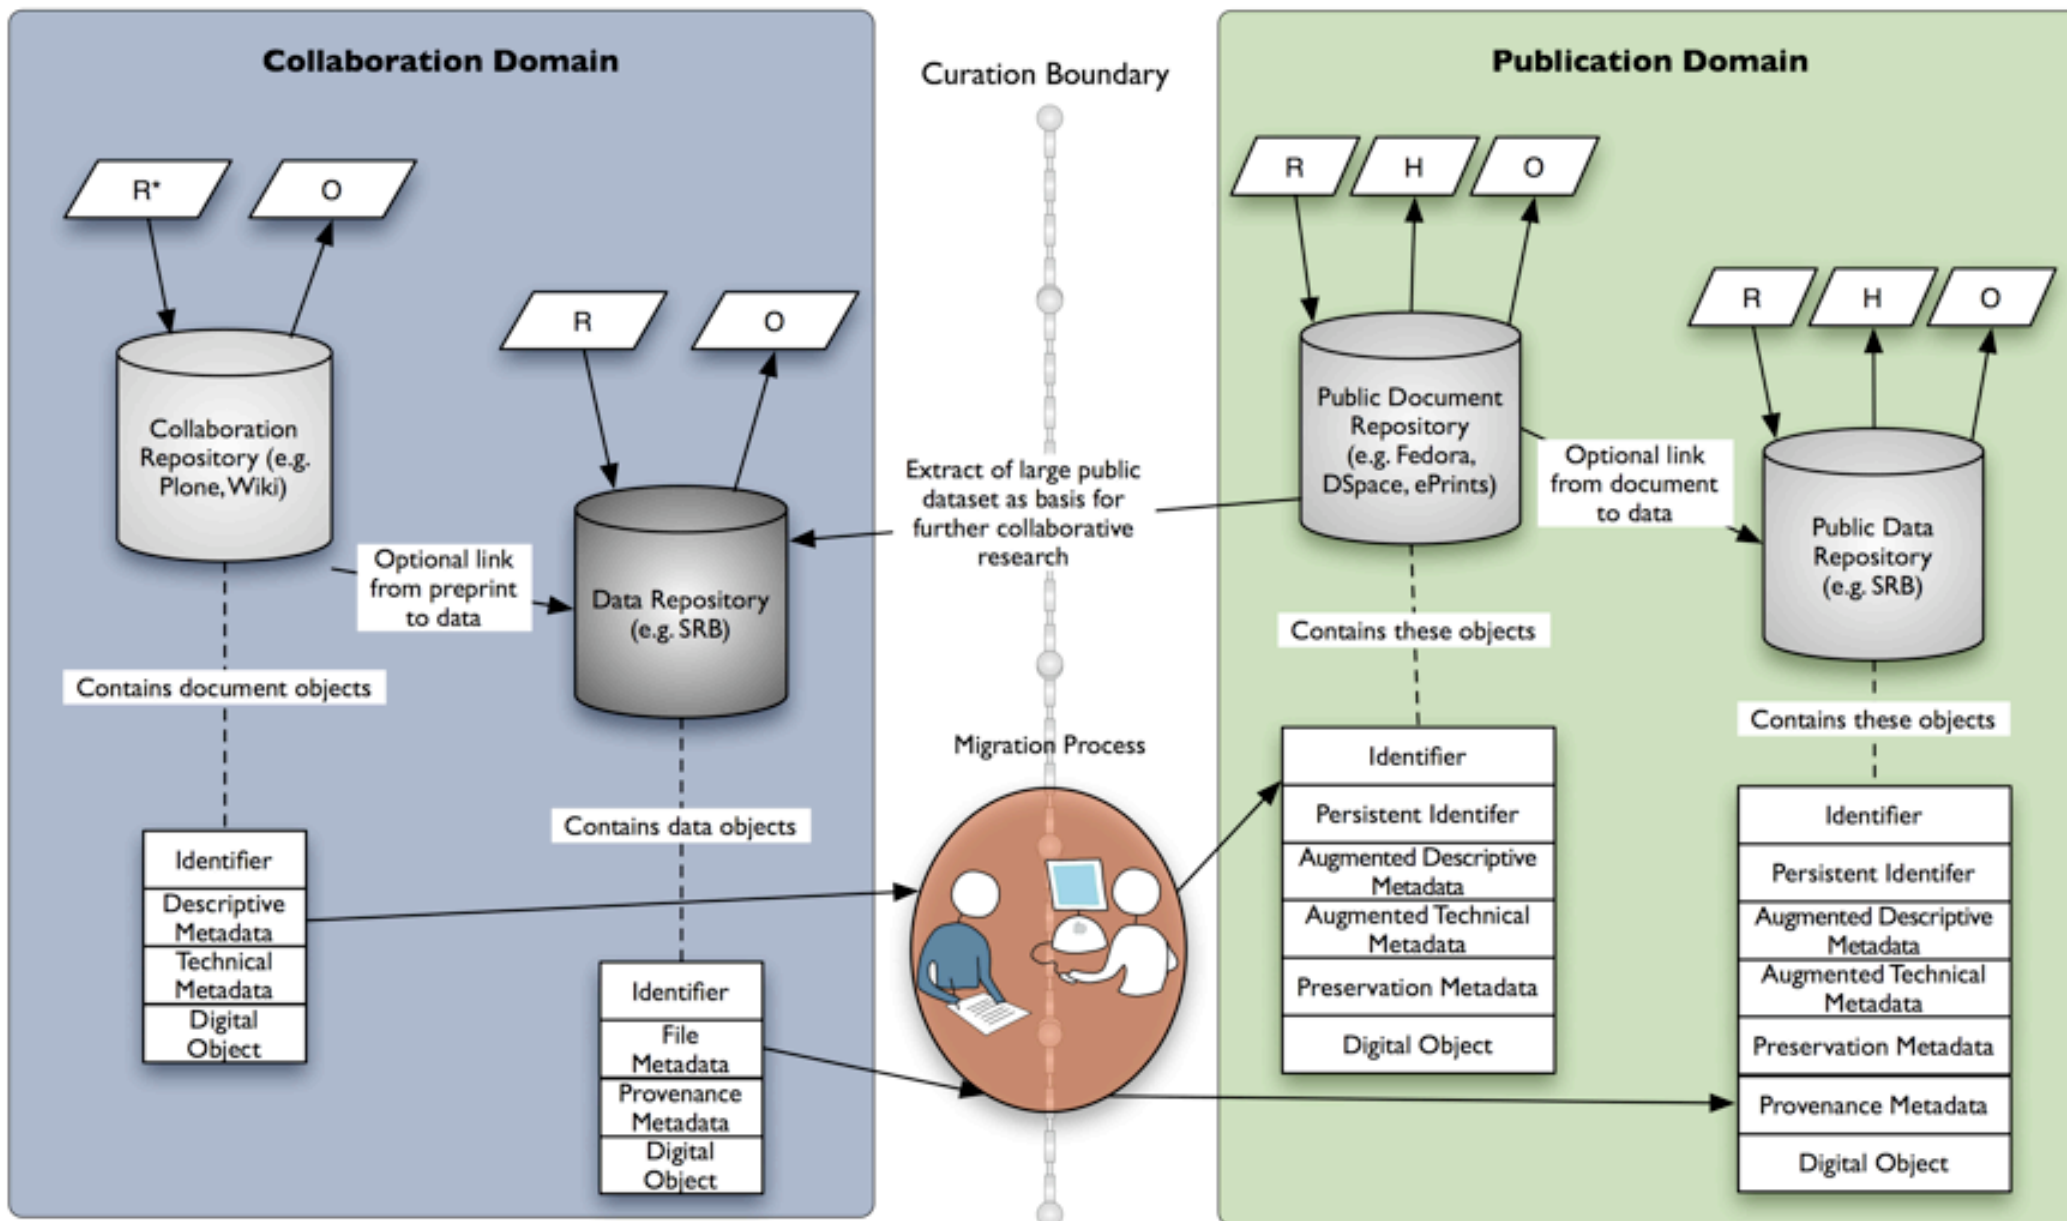 Collaboration Domain
R*
O
R
O
Collaboration
Repository (e.g.
Plone, Wiki)
Optional link
from preprint
to data
Data Repository
(e.g. SRB)
Contains document objects
Contains data objects
Identifier
Descriptive
Metadata
Technical
Metadata
Digital
Object
Identifier
File
Metadata
Provenance
Metadata
Digital
Object
Curation Boundary
Extract of large public
dataset as basis for
further collaborative
research
Migration Process
Publication Domain
R
H
O
R
H
O
Public Document
Repository
(e.g. Fedora,
DSpace, ePrints)
Optional link
from document
to data
Public Data
Repository
(e.g. SRB)
Contains these objects
Contains these objects
Identifier
Persistent Identifer
Augmented Descriptive
Metadata
Augmented Technical
Metadata
Preservation Metadata
Digital Object
Identifier
Persistent Identifer
Augmented Descriptive
Metadata
Augmented Technical
Metadata
Preservation Metadata
Provenance Metadata
Digital Object